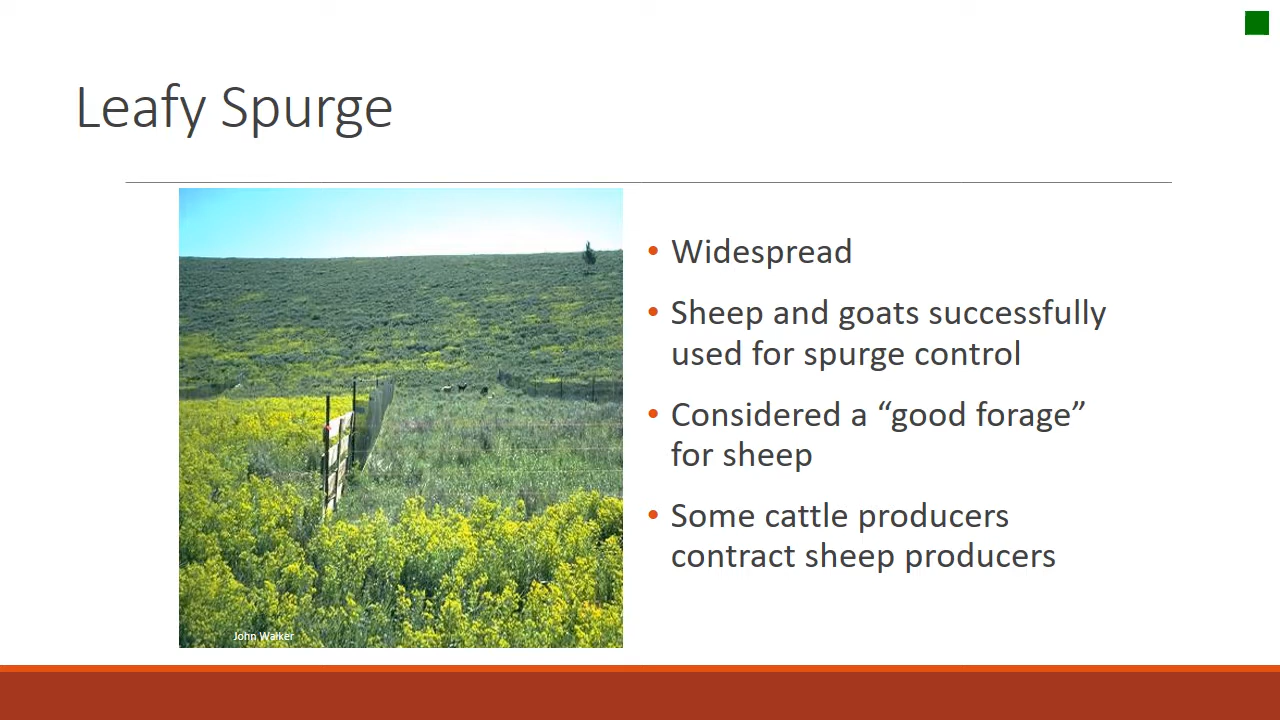 Leafy Spurge
• Widespread
• Sheep and goats successfully
used for spurge control
• Considered a “good forage”
for sheep
• Some cattle producers
contract sheep producers
John Walker